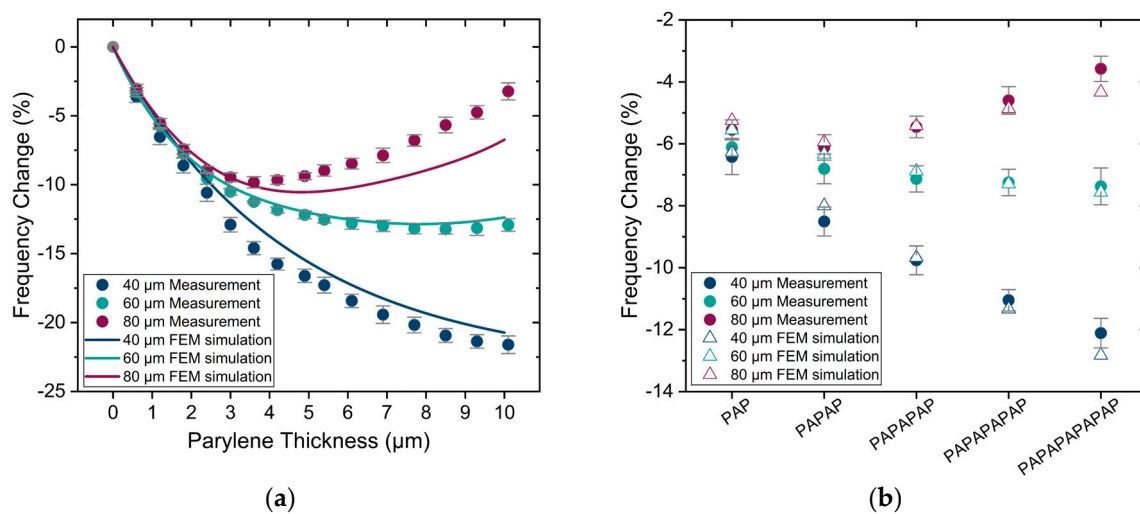 0
-5
-10
-15
-20
-25
Frequency Change (%)
40 µm Measurement
60 µm Measurement
80 µm Measurement
40 µm FEM simulation
60 µm FEM simulation
80 µm FEM simulation
0 1 2 3 4 5 6 7 8 9 10
Parylene Thickness (µm)
(a)
-2
-4
-6
-8
-10
-12
-14
Frequency Change (%)
40 µm Measurement
60 µm Measurement
80 µm Measurement
40 µm FEM simulation
60 µm FEM simulation
80 µm FEM simulation
PAP
PAPAP
PAPAPAP
PAPAPAPAP
PAPAPAPAPAP
(b)